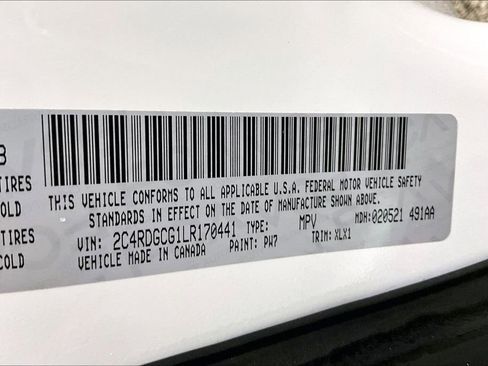 B
TIRES
COLD
TIRES
COLD
THIS VEHICLE CONFORMS TO ALL APPLICABLE U.S.A. FEDERAL MOTOR VEHICLE SAFETY
STANDARDS IN EFFECT ON THE DATE OF MANUFACTURE SHOWN ABOVE.
VIN: 2C4RDGCG1LR170441 TYPE: MPV MDH:020521 491AA
VEHICLE MADE IN CANADA PAINT: PW7 TRIM:XLX1